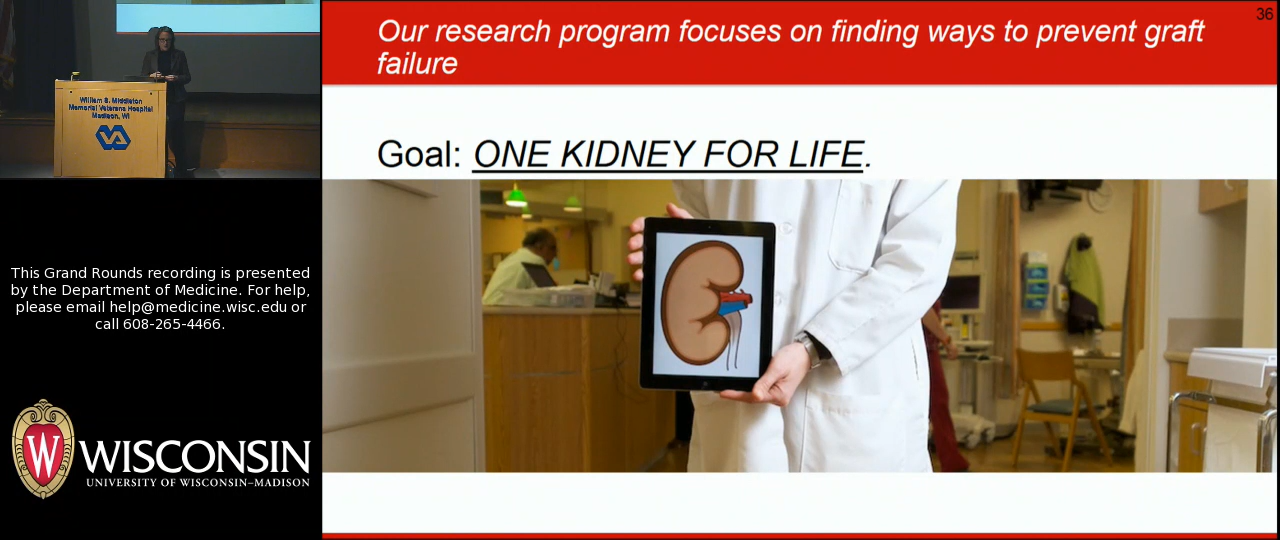 36
Our research program focuses on finding ways to prevent graft
failure
Goal: ONE KIDNEY FOR LIFE.
William S. Middleton
Memorial Veterans Hospital
Madison, WI
VA
This Grand Rounds recording is presented
by the Department of Medicine. For help,
please email help@medicine.wisc.edu or
call 608-265-4466.
W
WISCONSIN
UNIVERSITY OF WISCONSIN–MADISON